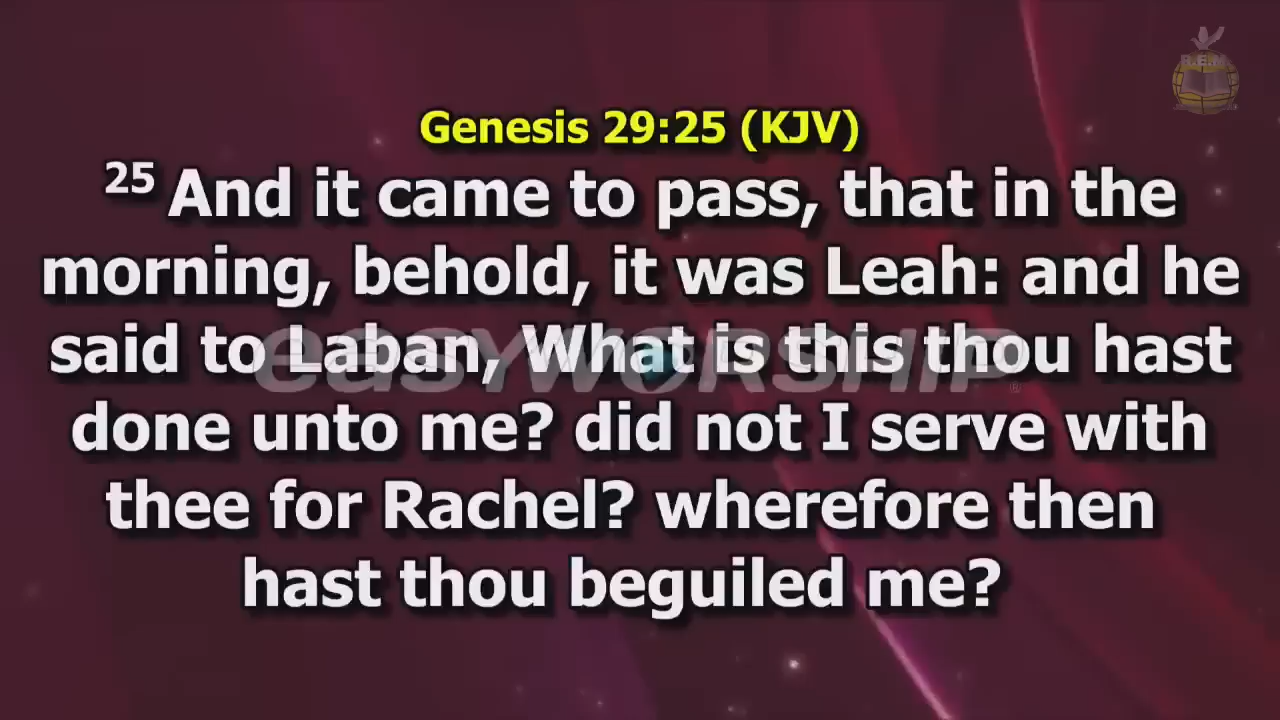 R.E.M.
Genesis 29:25 (KJV)
25 And it came to pass, that in the
morning, behold, it was Leah: and he
said to Laban, What is this thou hast
easyworship®
done unto me? did not I serve with
thee for Rachel? wherefore then
hast thou beguiled me?